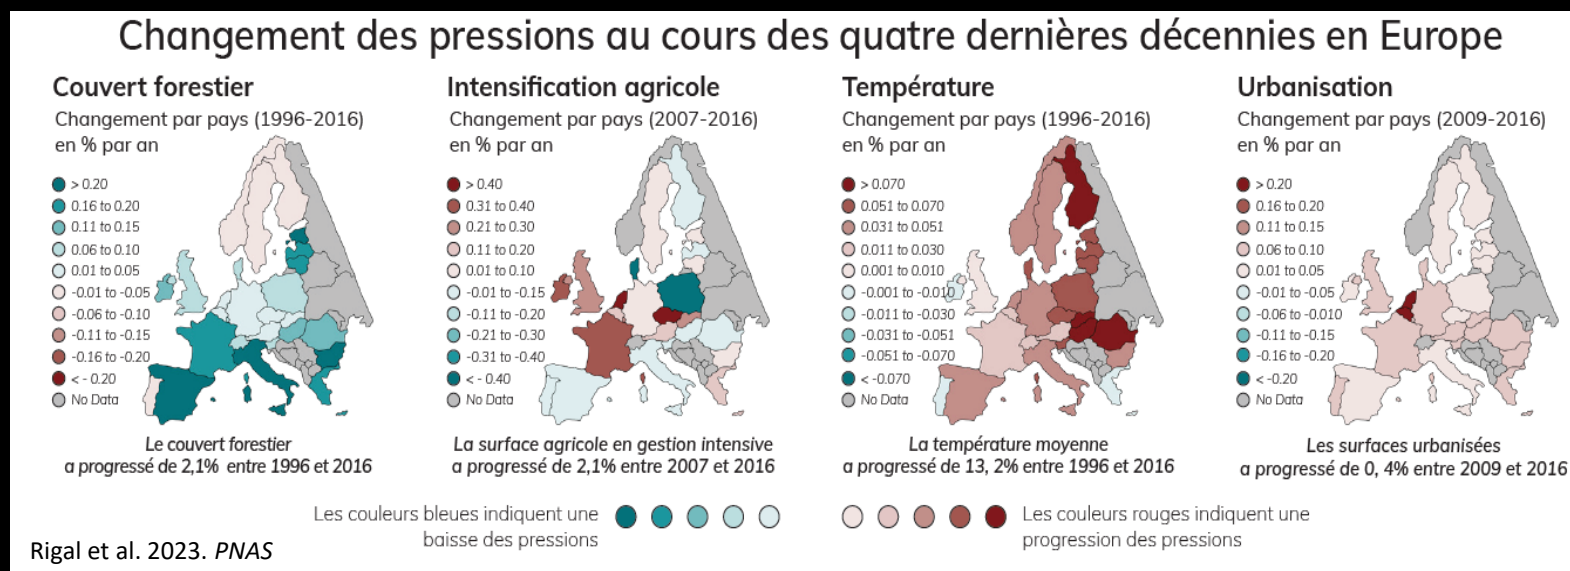 Changement des pressions au cours des quatre dernières décennies en Europe
Couvert forestier
Changement par pays (1996-2016)
en % par an
> 0.20
0.16 to 0.20
0.11 to 0.15
0.06 to 0.10
0.01 to 0.05
-0.01 to -0.05
-0.06 to -0.10
-0.11 to -0.15
-0.16 to -0.20
< - 0.20
No Data
Le couvert forestier
a progressé de 2,1% entre 1996 et 2016
Intensification agricole
Changement par pays (2007-2016)
en % par an
> 0.40
0.31 to 0.40
0.21 to 0.30
0.11 to 0.20
0.01 to 0.10
-0.01 to -0.15
-0.11 to -0.20
-0.21 to -0.30
-0.31 to -0.40
< - 0.40
No Data
La surface agricole en gestion intensive
a progressé de 2,1% entre 2007 et 2016
Température
Changement par pays (1996-2016)
en % par an
> 0.070
0.051 to 0.070
0.031 to 0.051
0.011 to 0.030
0.001 to 0.010
-0.001 to -0.010
-0.011 to -0.030
-0.031 to -0.051
-0.051 to -0.070
< -0.070
No Data
La température moyenne
a progressé de 13, 2% entre 1996 et 2016
Urbanisation
Changement par pays (2009-2016)
en % par an
> 0.20
0.16 to 0.20
0.11 to 0.15
0.06 to 0.10
0.01 to 0.05
-0.01 to -0.05
-0.06 to -0.010
-0.11 to -0.15
-0.16 to -0.20
< -0.20
No Data
Les surfaces urbanisées
a progressé de 0, 4% entre 2009 et 2016
Les couleurs bleues indiquent une
baisse des pressions
Les couleurs rouges indiquent une
progression des pressions
Rigal et al. 2023. PNAS